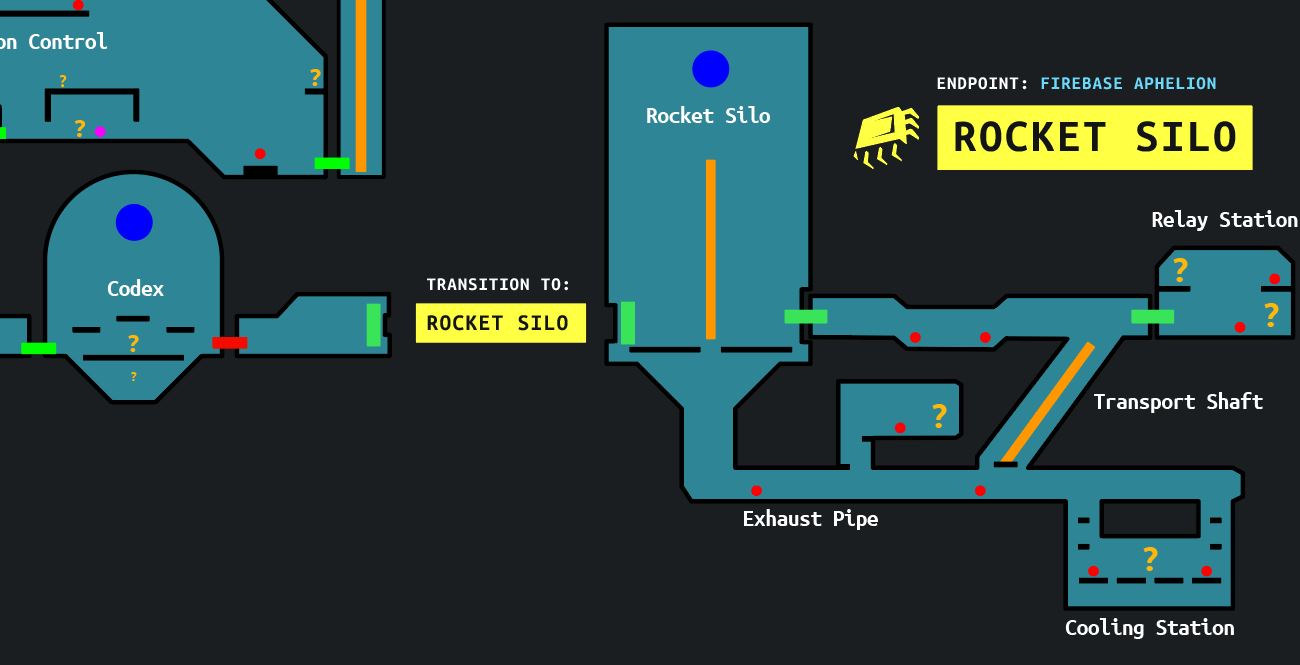 on Control
?
?
?
Rocket Silo
ENDPOINT: FIREBASE APHELION
ROCKET SILO
Relay Station
?
?
Codex
?
?
TRANSITION TO:
ROCKET SILO
Transport Shaft
?
Exhaust Pipe
?
Cooling Station